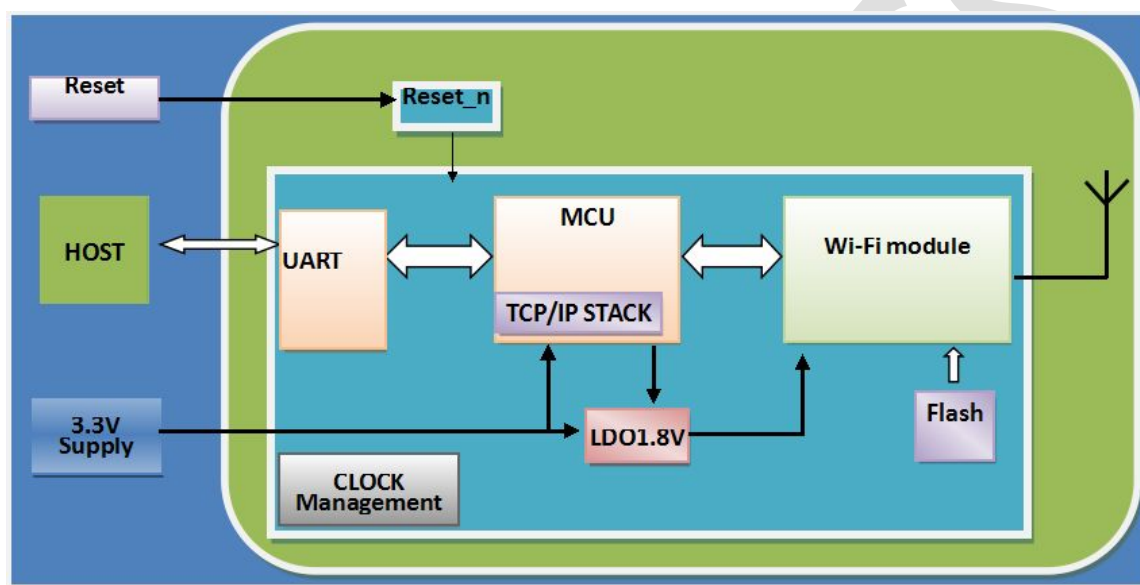 Reset
Reset_n
HOST
UART
MCU
TCP/IP STACK
Wi-Fi module
3.3V
Supply
LDO1.8V
Flash
CLOCK
Management